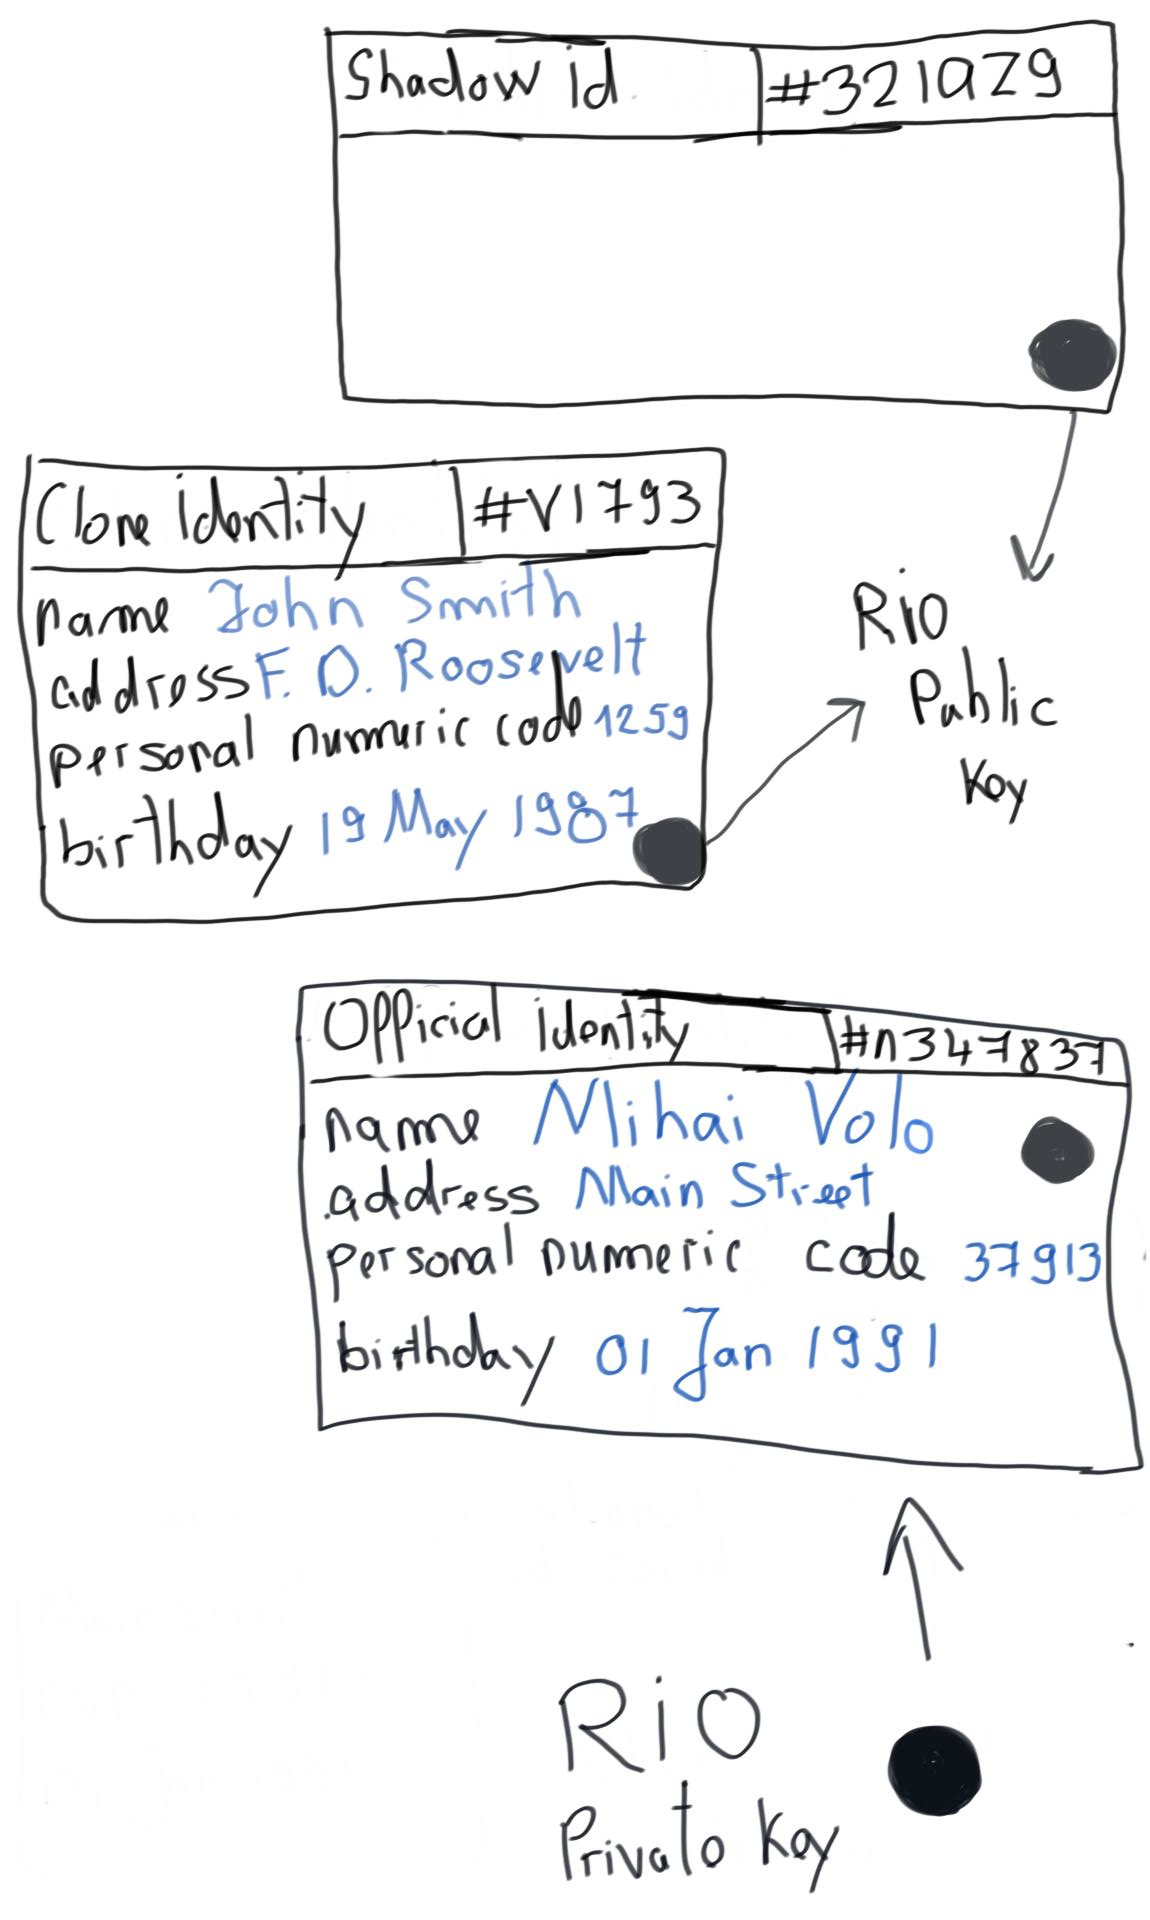 Shadow id #321aZ9
Clone identity #V1793
name John Smith
address F. D. Roosevelt
personal numeric code 1259
birthday 19 May 1987
Rio
Public
Key
Official identity #n347837
name Mihai Volo
address Main Street
personal numeric code 37913
birthday 01 Jan 1991
RiO
Private Key